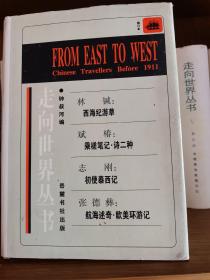 FROM EAST TO WEST
Chinese Travellers Before 1911
走向世界丛书
钟叔河编
岳麓书社出版
林鍼：
西海纪游草
斌椿：
乘槎笔记·诗二种
志刚：
初使泰西记
张德彝：
航海述奇·欧美环游记
走向世界丛书